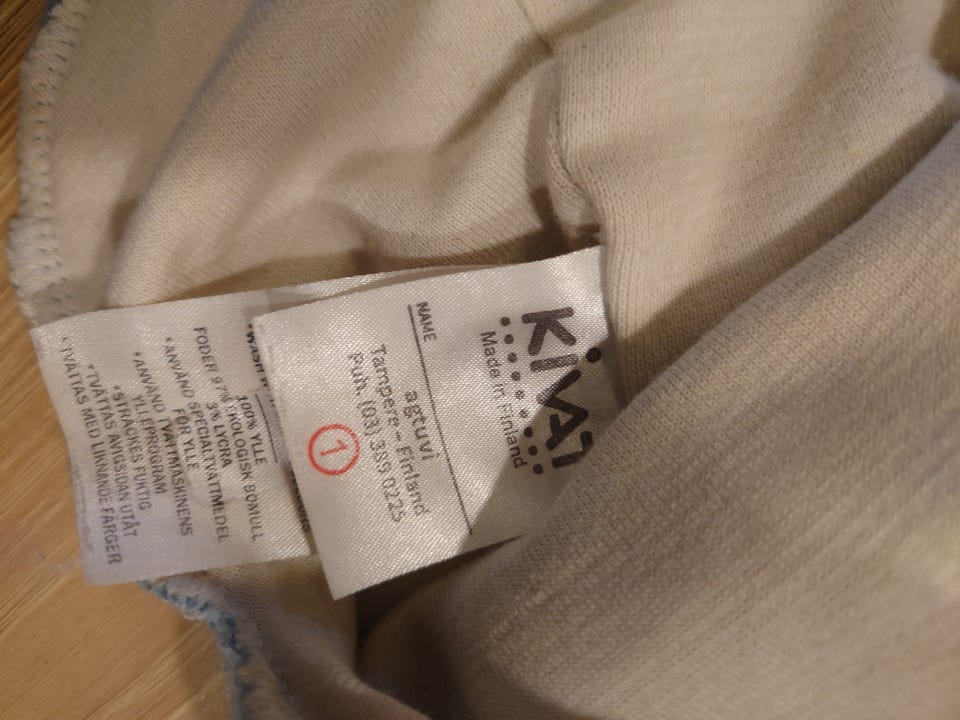 KIVAT
Made in Finland
NAME
agtuvi
Tampere – Finland
Puh. (03) 389 0225
1
100% YLLE
FODER 97% EKOLOGISK BOMULL
3% LYCRA
*ANVÄND SPECIALTVÄTTMEDEL
FÖR YLLE
*ANVÄND TVÄTTMASKINENS
YLLEPROGRAM
*STRÄCKES FUKTIG
*TVÄTTAS AVIGSIDAN UTÅT
*TVÄTTAS MED LIKNANDE FÄRGER